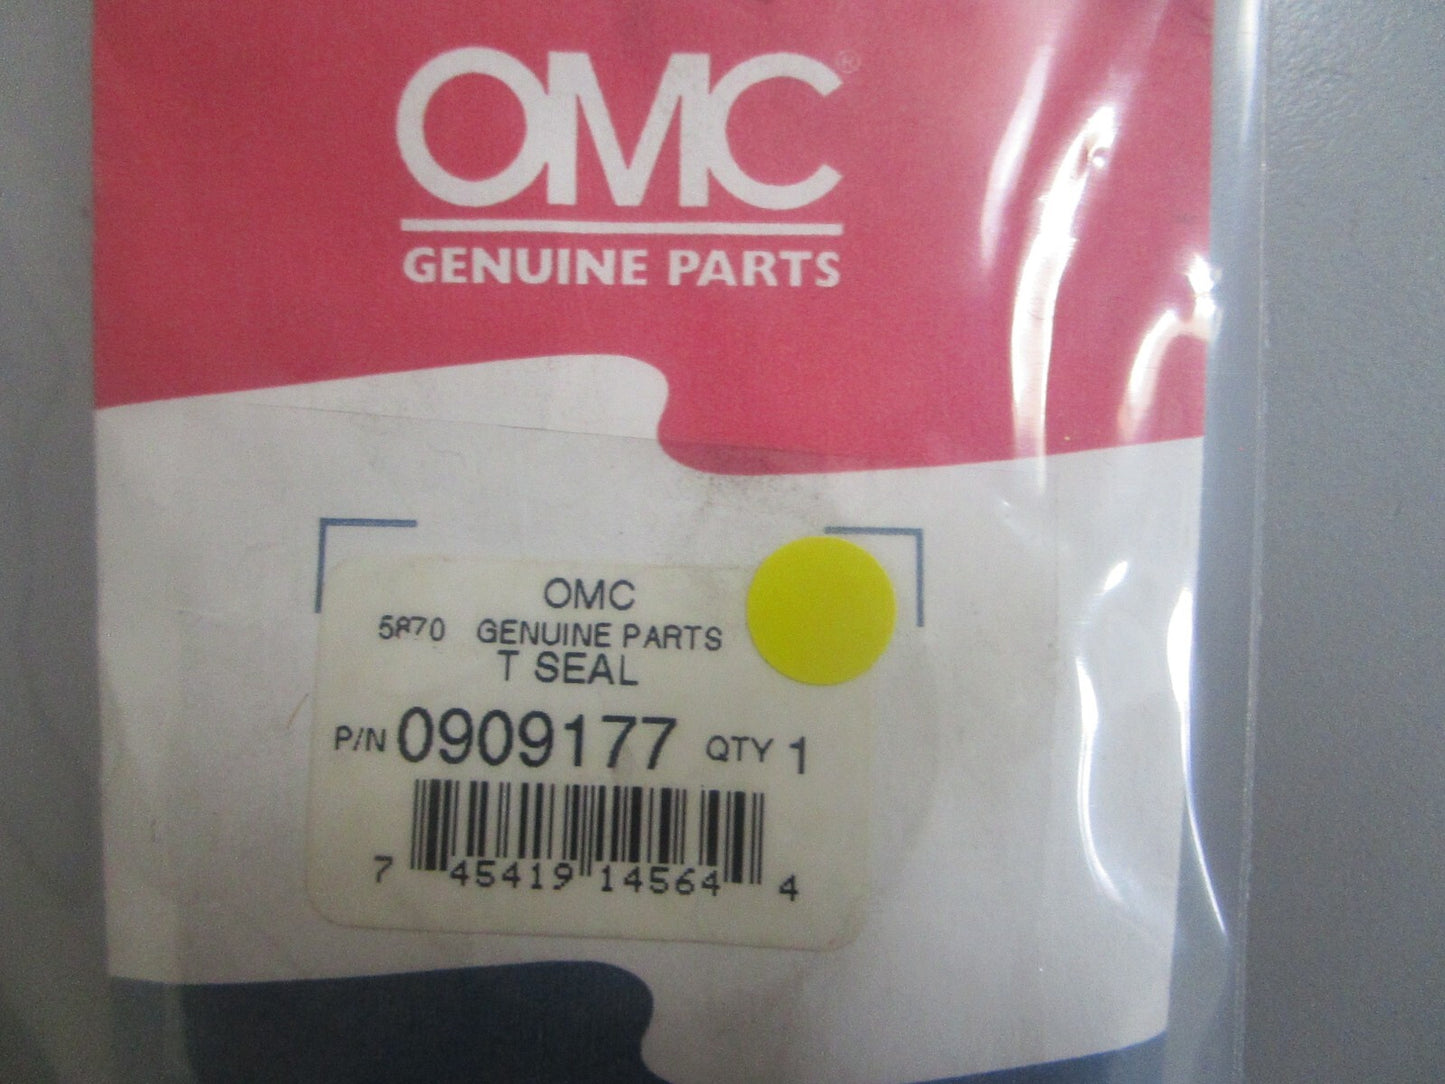 OMC®
GENUINE PARTS
OMC
5870 GENUINE PARTS
T SEAL
P/N 0909177 QTY 1
7 45419 14564 4